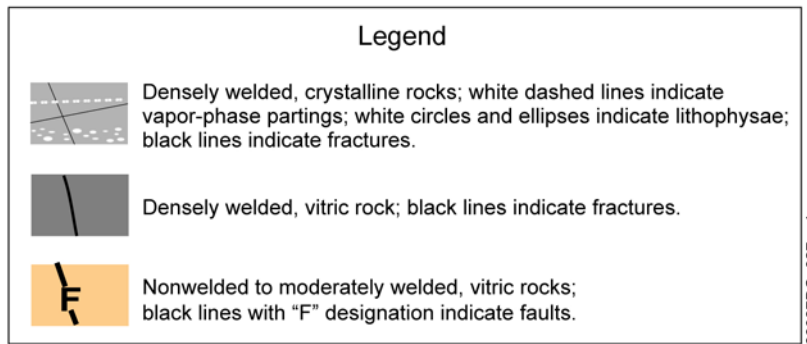 Legend
Densely welded, crystalline rocks; white dashed lines indicate
vapor-phase partings; white circles and ellipses indicate lithophysae;
black lines indicate fractures.
Densely welded, vitric rock; black lines indicate fractures.
F
Nonwelded to moderately welded, vitric rocks;
black lines with “F” designation indicate faults.